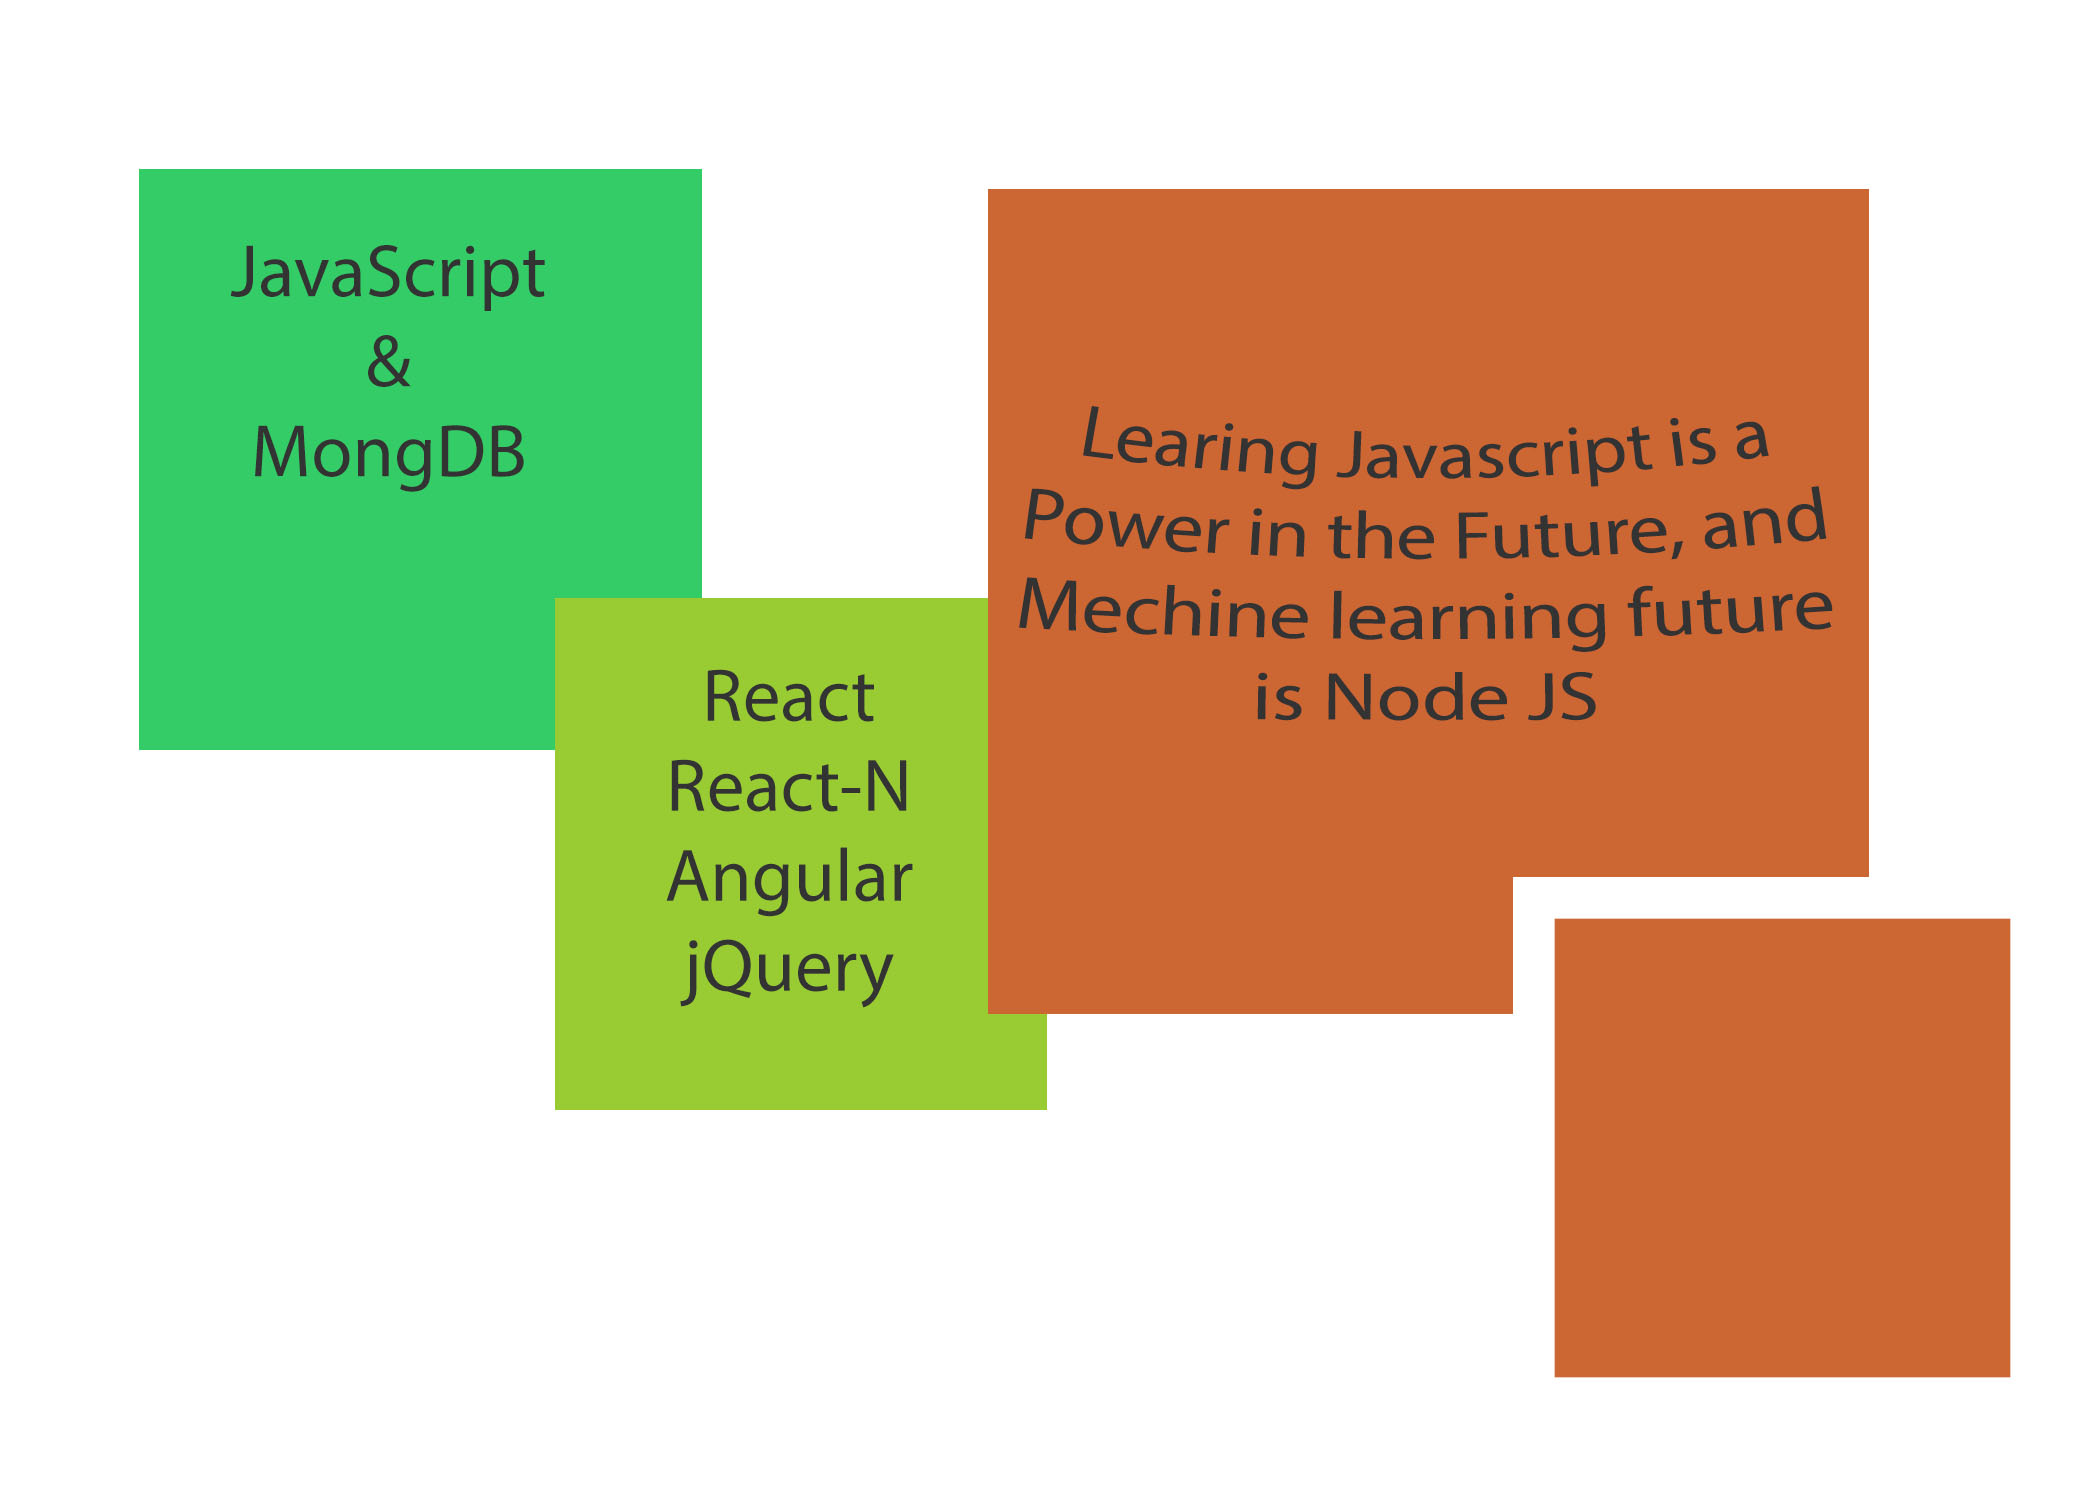 JavaScript
&
MongDB
React
React-N
Angular
jQuery
Learing Javascript is a
Power in the Future, and
Mechine learning future
is Node JS